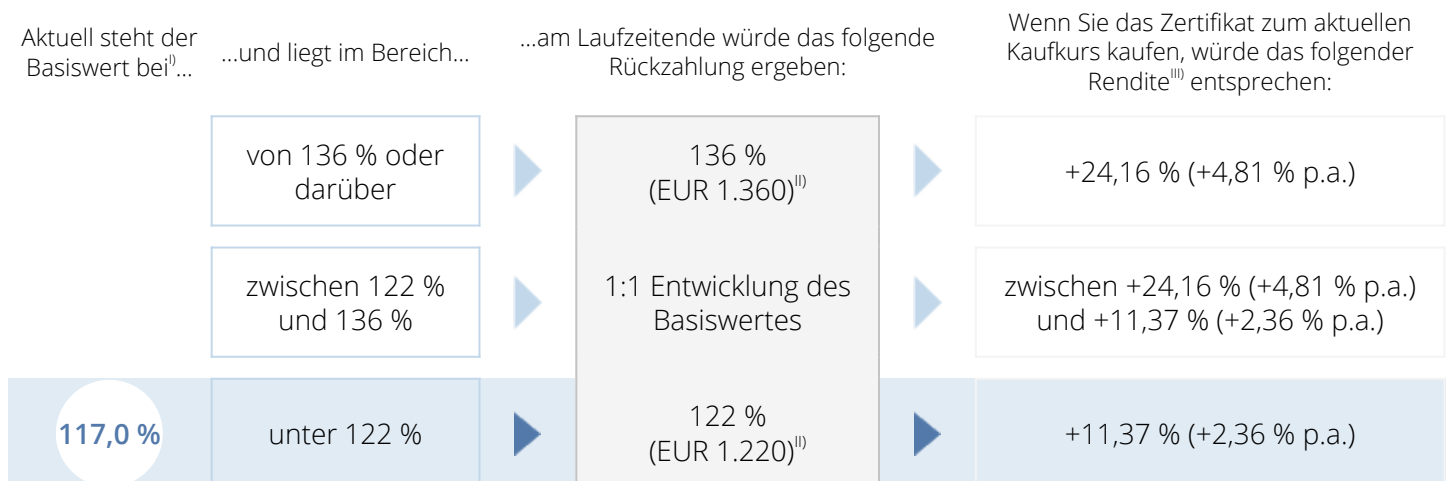 Aktuell steht der
Basiswert beiI)...
...und liegt im Bereich...
...am Laufzeitende würde das folgende
Rückzahlung ergeben:
Wenn Sie das Zertifikat zum aktuellen
Kaufkurs kaufen, würde das folgender
RenditeIII) entsprechen:
von 136 % oder
darüber
136 %
(EUR 1.360)II)
+24,16 % (+4,81 % p.a.)
zwischen 122 %
und 136 %
1:1 Entwicklung des
Basiswertes
zwischen +24,16 % (+4,81 % p.a.)
und +11,37 % (+2,36 % p.a.)
117,0 %
unter 122 %
122 %
(EUR 1.220)II)
+11,37 % (+2,36 % p.a.)